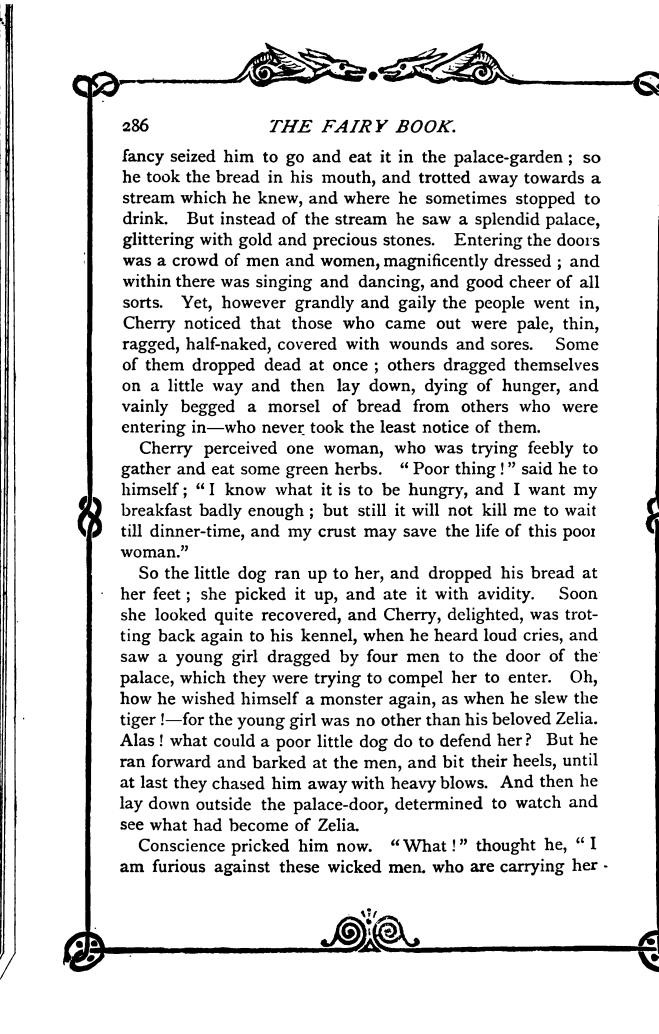 286 THE FAIRY BOOK.
fancy seized him to go and eat it in the palace-garden ; so
he took the bread in his mouth, and trotted away towards a
stream which he knew, and where he sometimes stopped to
drink. But instead of the stream he saw a splendid palace,
glittering with gold and precious stones. Entering the doors
was a crowd of men and women, magnificently dressed ; and
within there was singing and dancing, and good cheer of all
sorts. Yet, however grandly and gaily the people went in,
Cherry noticed that those who came out were pale, thin,
ragged, half-naked, covered with wounds and sores. Some
of them dropped dead at once ; others dragged themselves
on a little way and then lay down, dying of hunger, and
vainly begged a morsel of bread from others who were
entering in—who never took the least notice of them.
Cherry perceived one woman, who was trying feebly to
gather and eat some green herbs. “ Poor thing ! ” said he to
himself ; “ I know what it is to be hungry, and I want my
breakfast badly enough ; but still it will not kill me to wait
till dinner-time, and my crust may save the life of this poor
woman.”
So the little dog ran up to her, and dropped his bread at
her feet ; she picked it up, and ate it with avidity. Soon
she looked quite recovered, and Cherry, delighted, was trot-
ting back again to his kennel, when he heard loud cries, and
saw a young girl dragged by four men to the door of the
palace, which they were trying to compel her to enter. Oh,
how he wished himself a monster again, as when he slew the
tiger !—for the young girl was no other than his beloved Zelia.
Alas ! what could a poor little dog do to defend her ? But he
ran forward and barked at the men, and bit their heels, until
at last they chased him away with heavy blows. And then he
lay down outside the palace-door, determined to watch and
see what had become of Zelia.
Conscience pricked him now. “ What ! ” thought he, “ I
am furious against these wicked men. who are carrying her